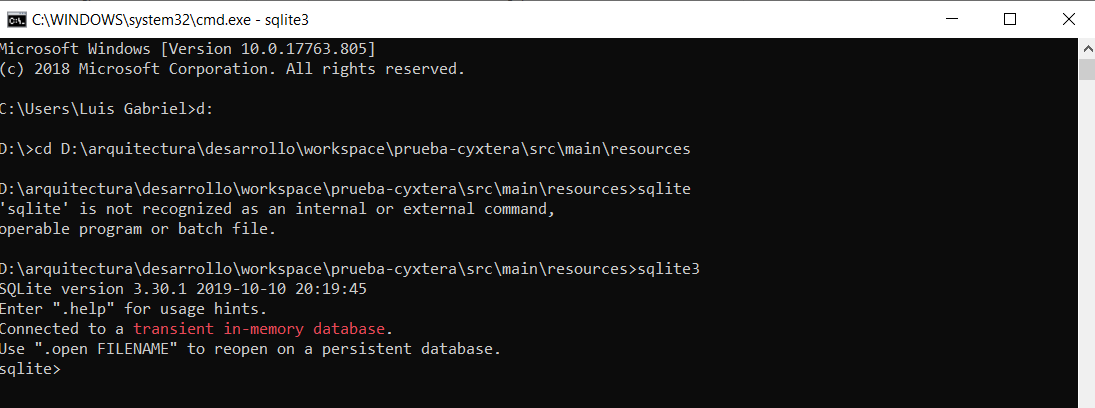 C:\WINDOWS\system32\cmd.exe - sqlite3
Microsoft Windows [Version 10.0.17763.805]
(c) 2018 Microsoft Corporation. All rights reserved.
C:\Users\Luis Gabriel>d:
D:\>cd D:\arquitectura\desarrollo\workspace\prueba-cyxtera\src\main\resources
D:\arquitectura\desarrollo\workspace\prueba-cyxtera\src\main\resources>sqlite
'sqlite' is not recognized as an internal or external command,
operable program or batch file.
D:\arquitectura\desarrollo\workspace\prueba-cyxtera\src\main\resources>sqlite3
SQLite version 3.30.1 2019-10-10 20:19:45
Enter ".help" for usage hints.
Connected to a transient in-memory database.
Use ".open FILENAME" to reopen on a persistent database.
sqlite>